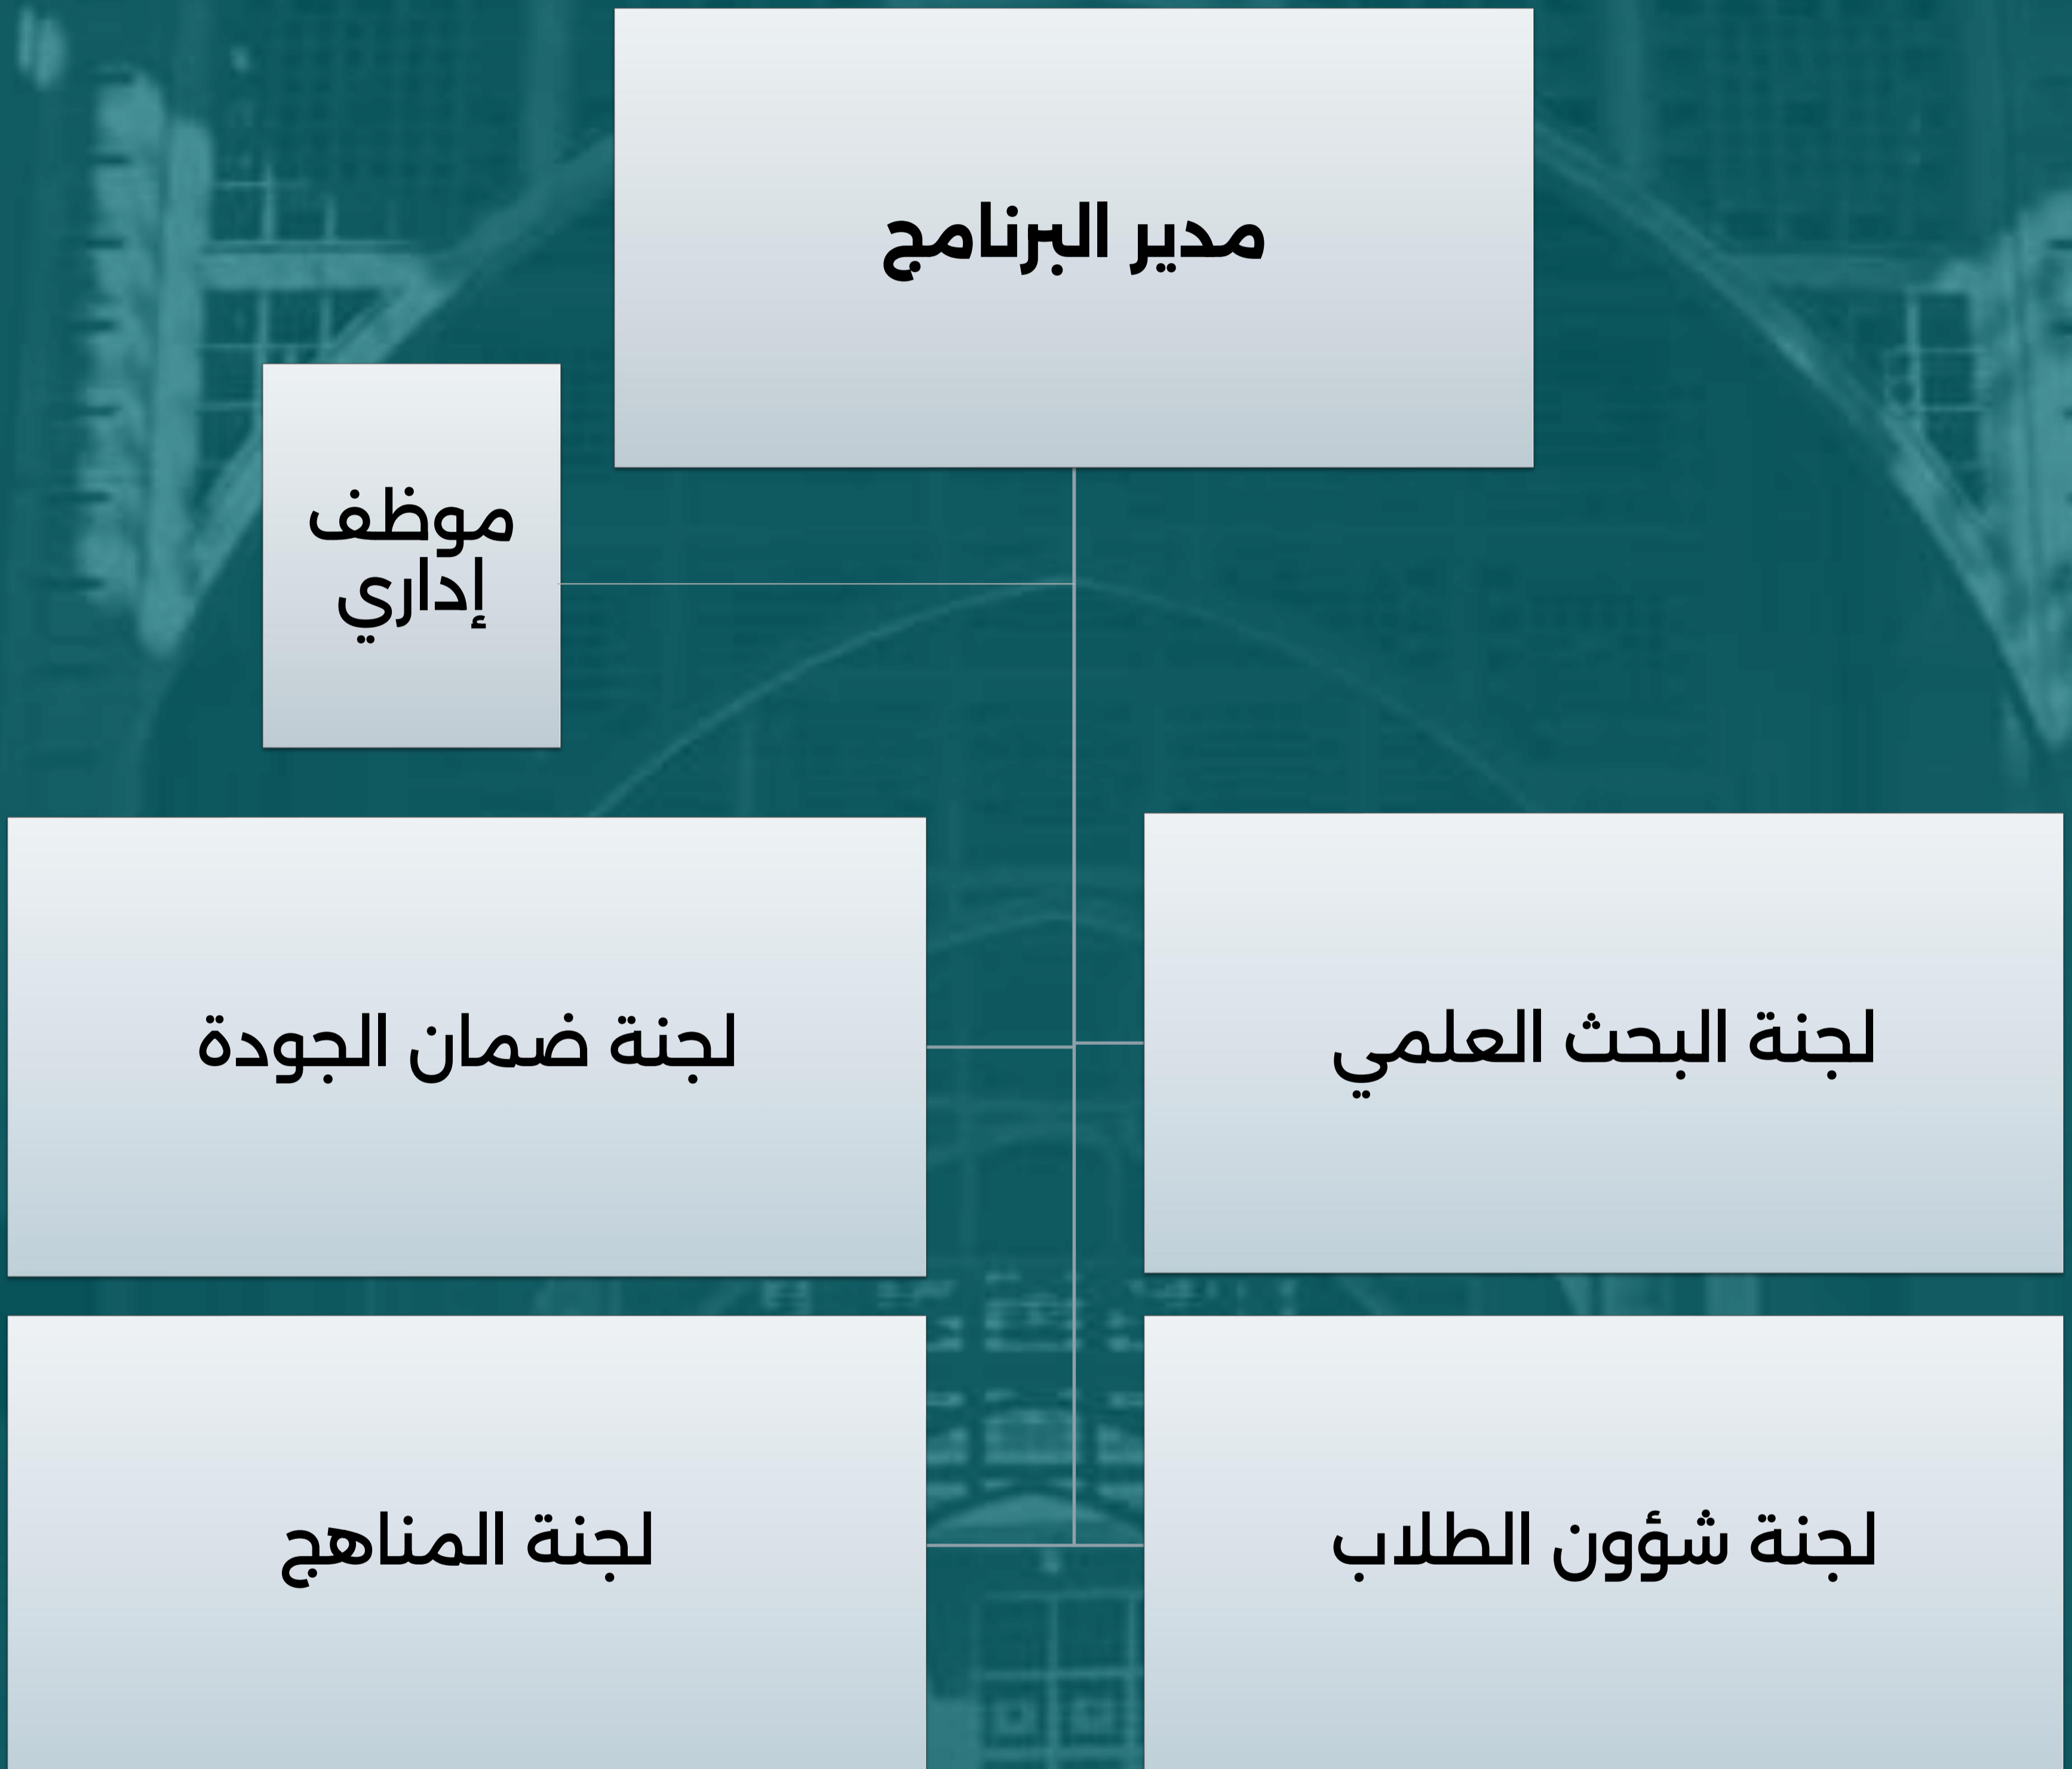 مدير البرنامج
موظف
إداري
لجنة البحث العلمي
لجنة ضمان الجودة
لجنة شؤون الطلاب
لجنة المناهج